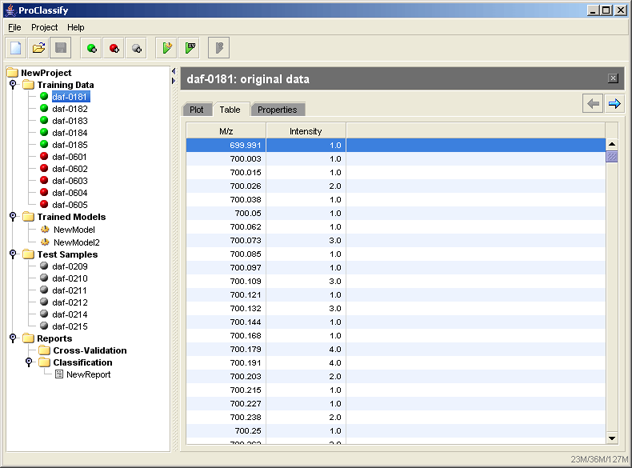 ProClassify
File Project Help
NewProject
Training Data
daf-0181
daf-0182
daf-0183
daf-0184
daf-0185
daf-0601
daf-0602
daf-0603
daf-0604
daf-0605
Trained Models
NewModel
NewModel2
Test Samples
daf-0209
daf-0210
daf-0211
daf-0212
daf-0214
daf-0215
Reports
Cross-Validation
Classification
NewReport
daf-0181: original data
Plot Table Properties
M/z Intensity
699.991 1.0
700.003 1.0
700.015 1.0
700.026 2.0
700.038 1.0
700.05 1.0
700.062 1.0
700.073 3.0
700.085 1.0
700.097 1.0
700.109 3.0
700.121 1.0
700.132 3.0
700.144 1.0
700.168 1.0
700.179 4.0
700.191 4.0
700.203 2.0
700.215 1.0
700.227 1.0
700.238 2.0
700.25 1.0
23M/36M/127M